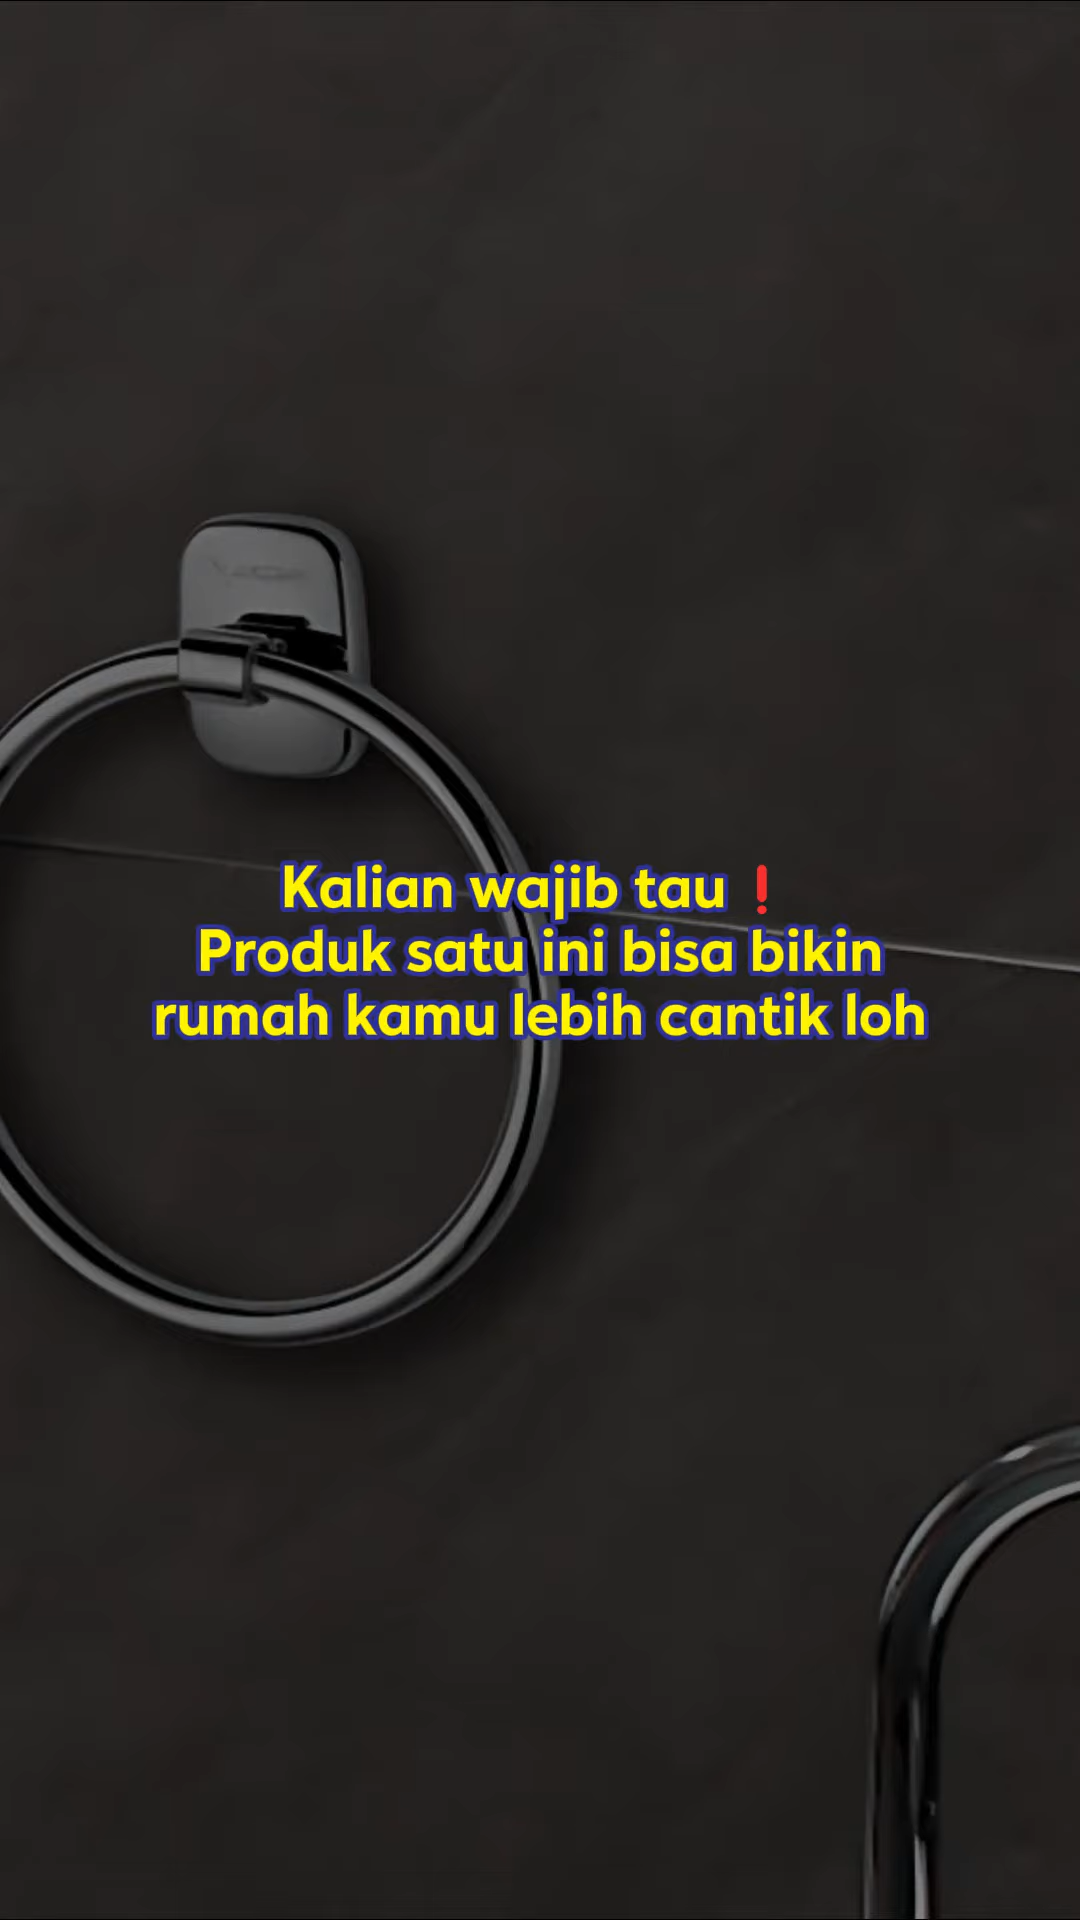 Kalian wajib tau❗
Produk satu ini bisa bikin
rumah kamu lebih cantik loh